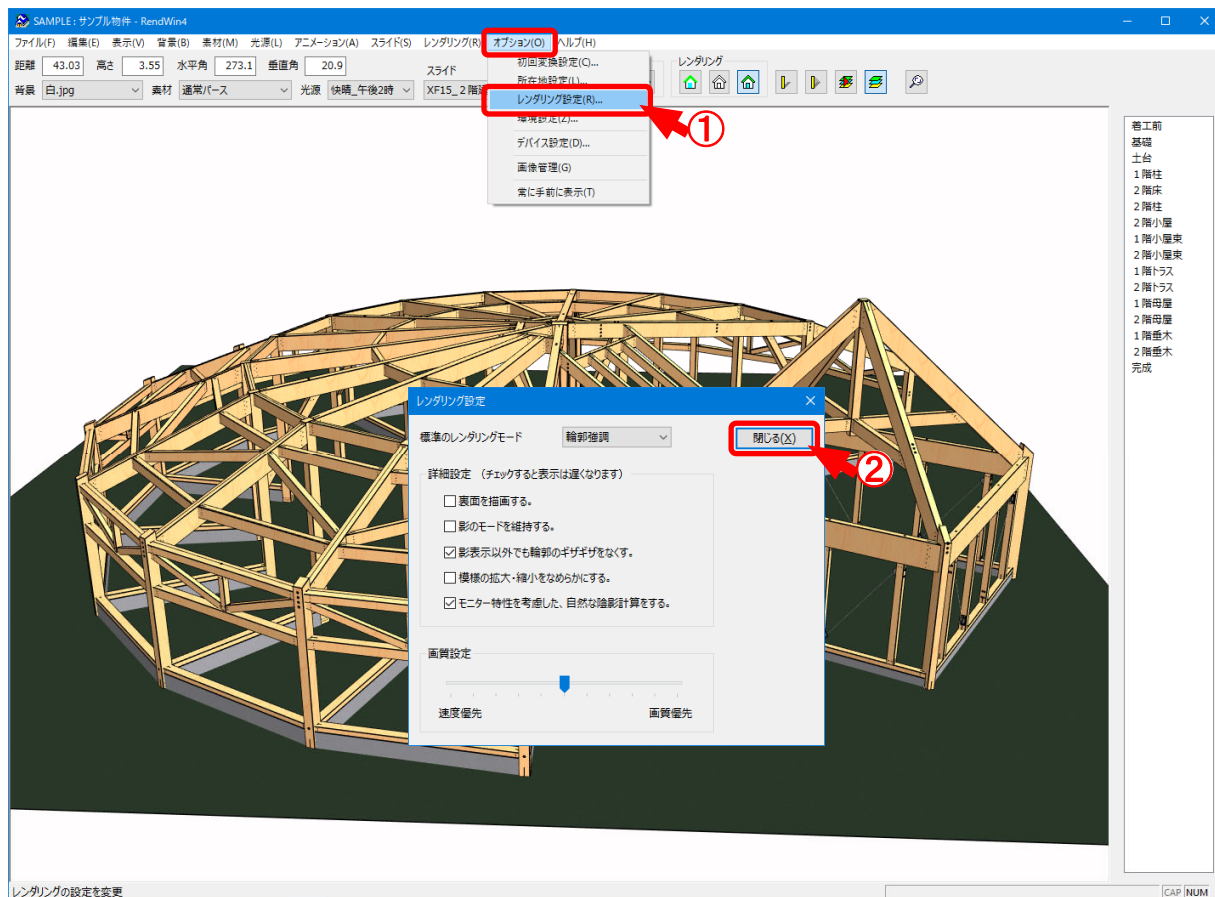 SAMPLE : サンプル物件 - RendWin4
ファイル(F) 編集(E) 表示(V) 背景(B) 素材(M) 光源(L) アニメーション(A) スライド(S) レンダリング(R) オプション(O) ヘルプ(H)
距離 43.03 高さ 3.55 水平角 273.1 垂直角 20.9
スライド
レンダリング
背景 白.jpg 素材 通常パース 光源 快晴_午後2時 XF15_２階
初回変換設定(C)...
所在地設定(L)...
レンダリング設定(R)...
環境設定(Z)...
デバイス設定(D)...
画像管理(G)
常に手前に表示(T)
①
着工前
基礎
土台
１階柱
２階床
２階柱
２階小屋
１階小屋束
２階小屋束
１階トラス
２階トラス
１階母屋
２階母屋
１階垂木
２階垂木
完成
レンダリング設定
標準のレンダリングモード 輪郭強調 閉じる(X)
②
詳細設定 （チェックすると表示は遅くなります）
裏面を描画する。
影のモードを維持する。
影表示以外でも輪郭のギザギザをなくす。
模様の拡大・縮小をなめらかにする。
モニター特性を考慮した、自然な陰影計算をする。
画質設定
速度優先 画質優先
レンダリングの設定を変更
CAP NUM